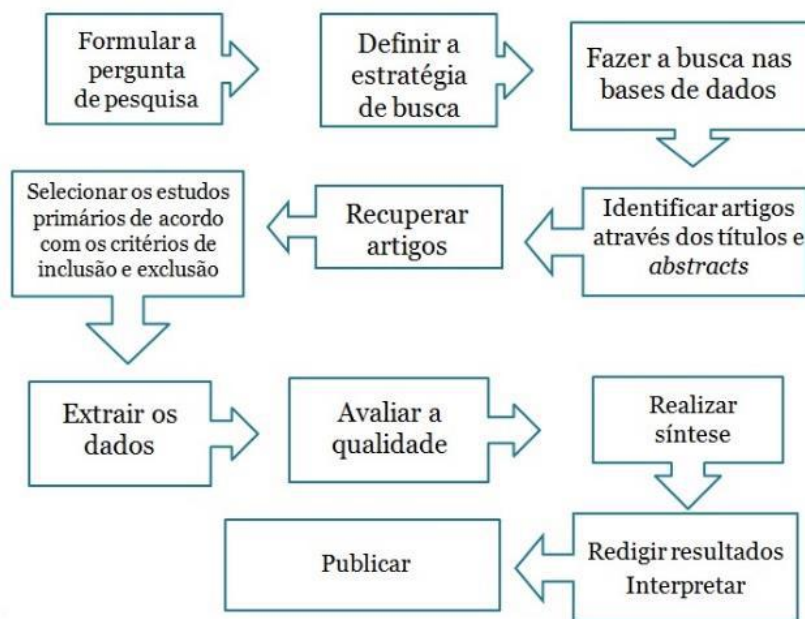 Formular a
pergunta
de pesquisa
Definir a
estratégia
de busca
Fazer a busca nas
bases de dados
Identificar artigos
através dos títulos e
abstracts
Recuperar
artigos
Selecionar os estudos
primários de acordo
com os critérios de
inclusão e exclusão
Extrair os
dados
Avaliar a
qualidade
Realizar
síntese
Redigir resultados
Interpretar
Publicar